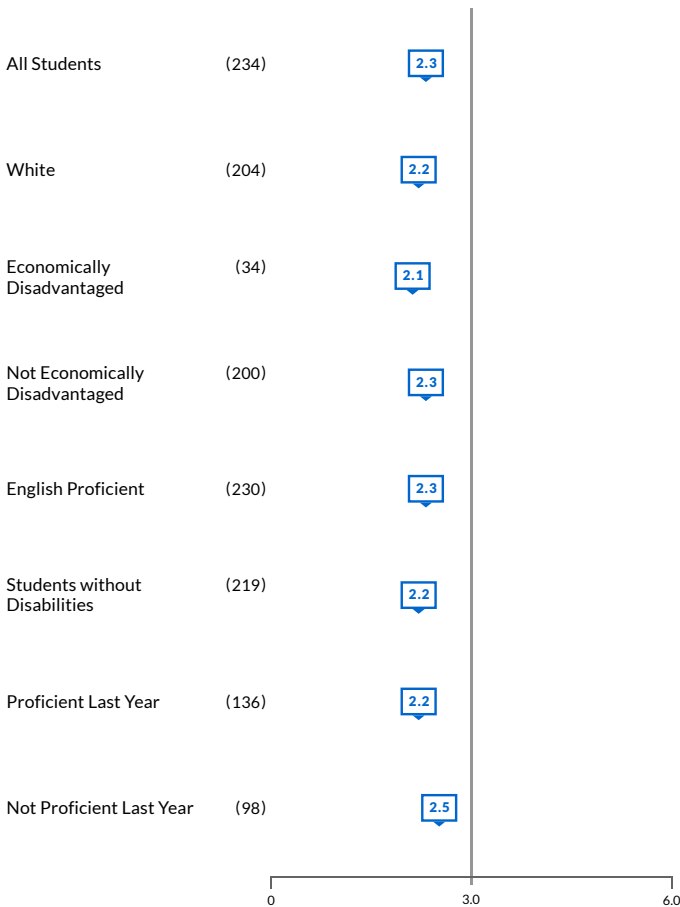 All Students (234) 2.3
White (204) 2.2
Economically (34) 2.1
Disadvantaged
Not Economically (200) 2.3
Disadvantaged
English Proficient (230) 2.3
Students without (219) 2.2
Disabilities
Proficient Last Year (136) 2.2
Not Proficient Last Year (98) 2.5
0 3.0 6.0